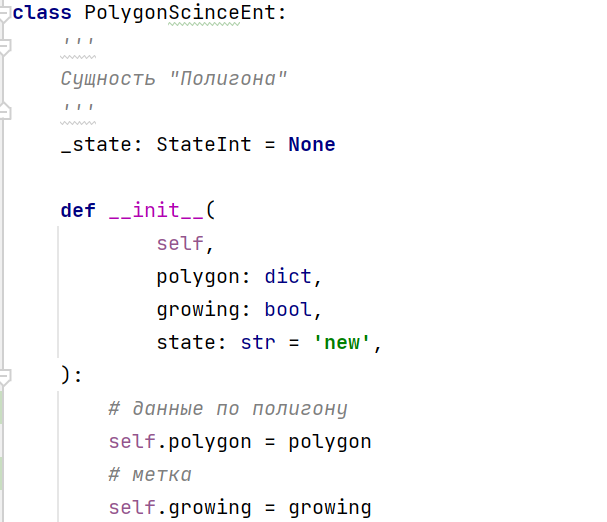 class PolygonScinceEnt:
    '''
    Сущность "Полигона"
    '''
    _state: StateInt = None

    def __init__(
            self,
            polygon: dict,
            growing: bool,
            state: str = 'new',
    ):
        # данные по полигону
        self.polygon = polygon
        # метка
        self.growing = growing